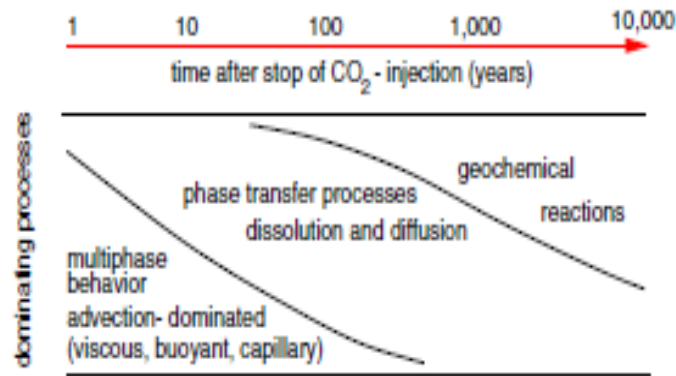 1 10 100 1,000 10,000
time after stop of CO2 - injection (years)
dominating processes
geochemical
reactions
phase transfer processes
dissolution and diffusion
multiphase
behavior
advection- dominated
(viscous, buoyant, capillary)